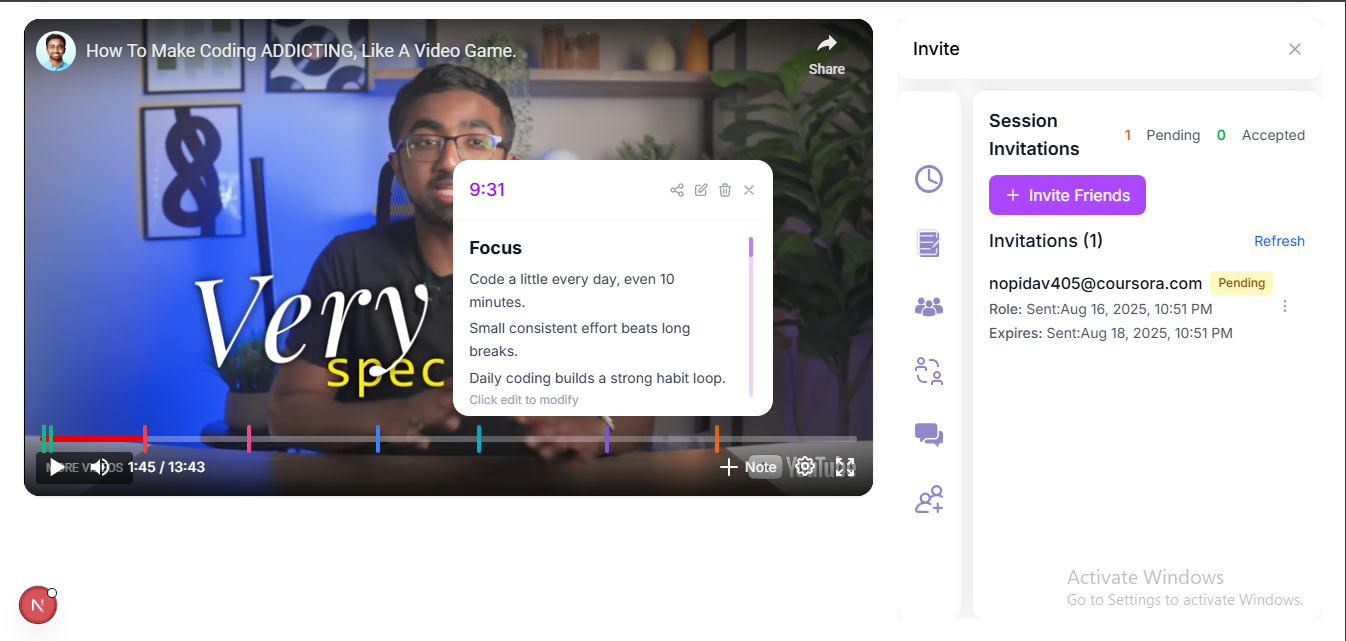 How To Make Coding ADDICTING, Like A Video Game.
Share
Very
spec
9:31
Focus
Code a little every day, even 10
minutes.
Small consistent effort beats long
breaks.
Daily coding builds a strong habit loop.
Click edit to modify
MORE VIDEOS
1:45 / 13:43
Note
YouTube
N
Invite
Session
Invitations
1 Pending 0 Accepted
+ Invite Friends
Invitations (1)
Refresh
nopidav405@coursora.com Pending
Role: Sent:Aug 16, 2025, 10:51 PM
Expires: Sent:Aug 18, 2025, 10:51 PM
Activate Windows
Go to Settings to activate Windows.